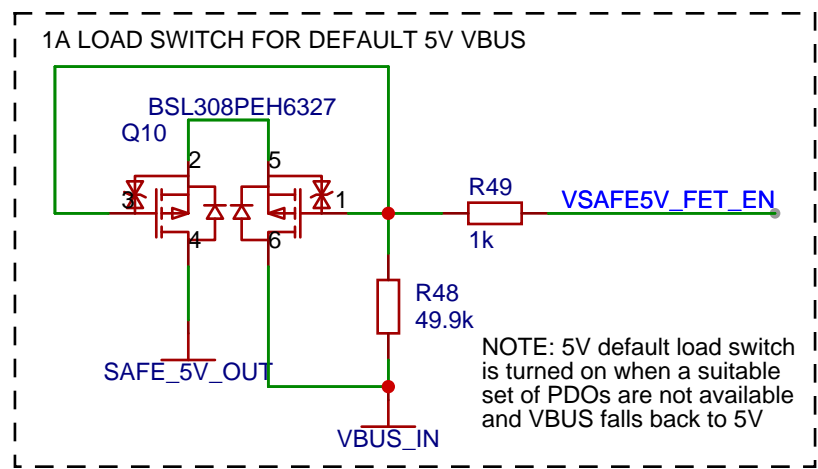 1A LOAD SWITCH FOR DEFAULT 5V VBUS
BSL308PEH6327
Q10
2
5
3
1
4
6
R49
1k
VSAFE5V_FET_EN
R48
49.9k
SAFE_5V_OUT
VBUS_IN
NOTE: 5V default load switch
is turned on when a suitable
set of PDOs are not available
and VBUS falls back to 5V